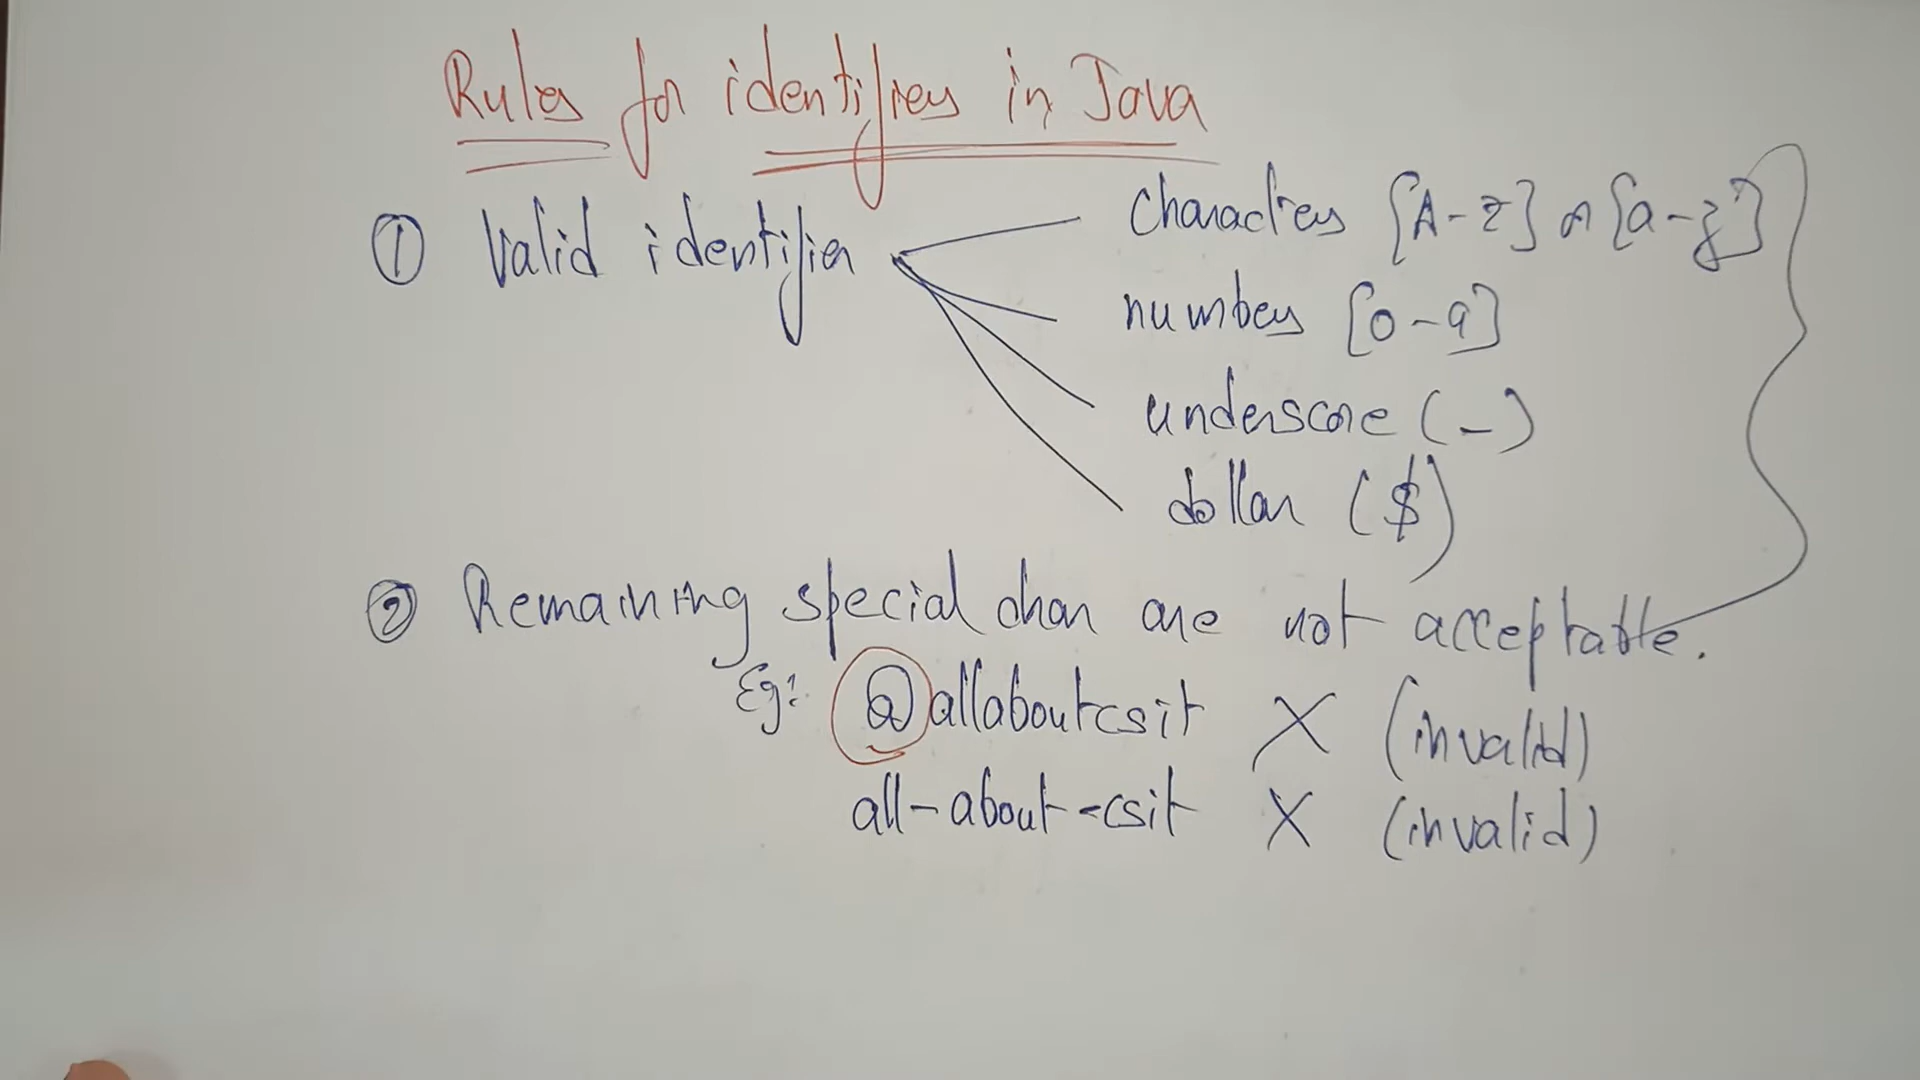 Rules for identifiers in Java
① Valid identifier
characters [A-Z] or [a-z]
numbers [0-9]
underscore (_)
dollar ($)
② Remaining special char are not acceptable.
Eg: @allaboutcsit X (invalid)
all-about-csit X (invalid)